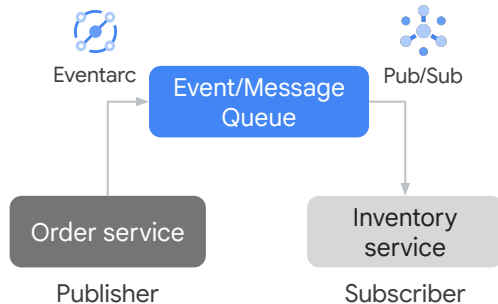 Eventarc
Pub/Sub
Event/Message
Queue
Order service
Inventory
service
Publisher
Subscriber